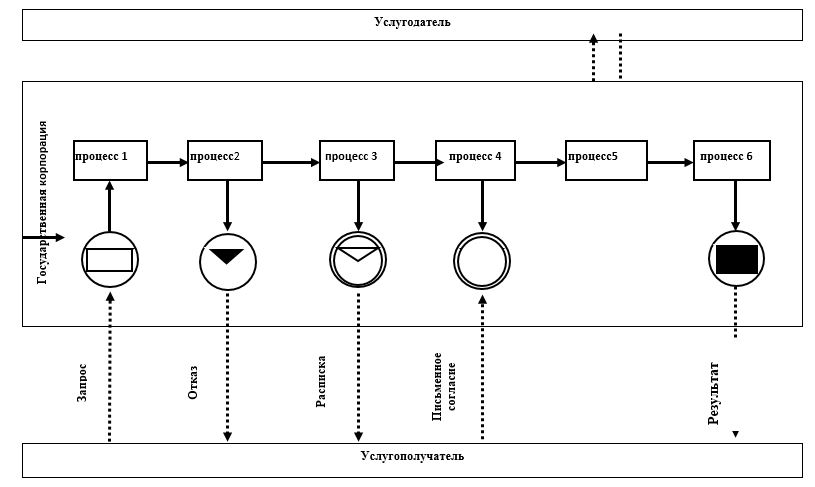 Услугодатель
Государственная корпорация
процесс 1
процесс2
процесс 3
процесс 4
процесс5
процесс 6
Запрос
Отказ
Расписка
Письменное
согласие
Результат
Услугополучатель